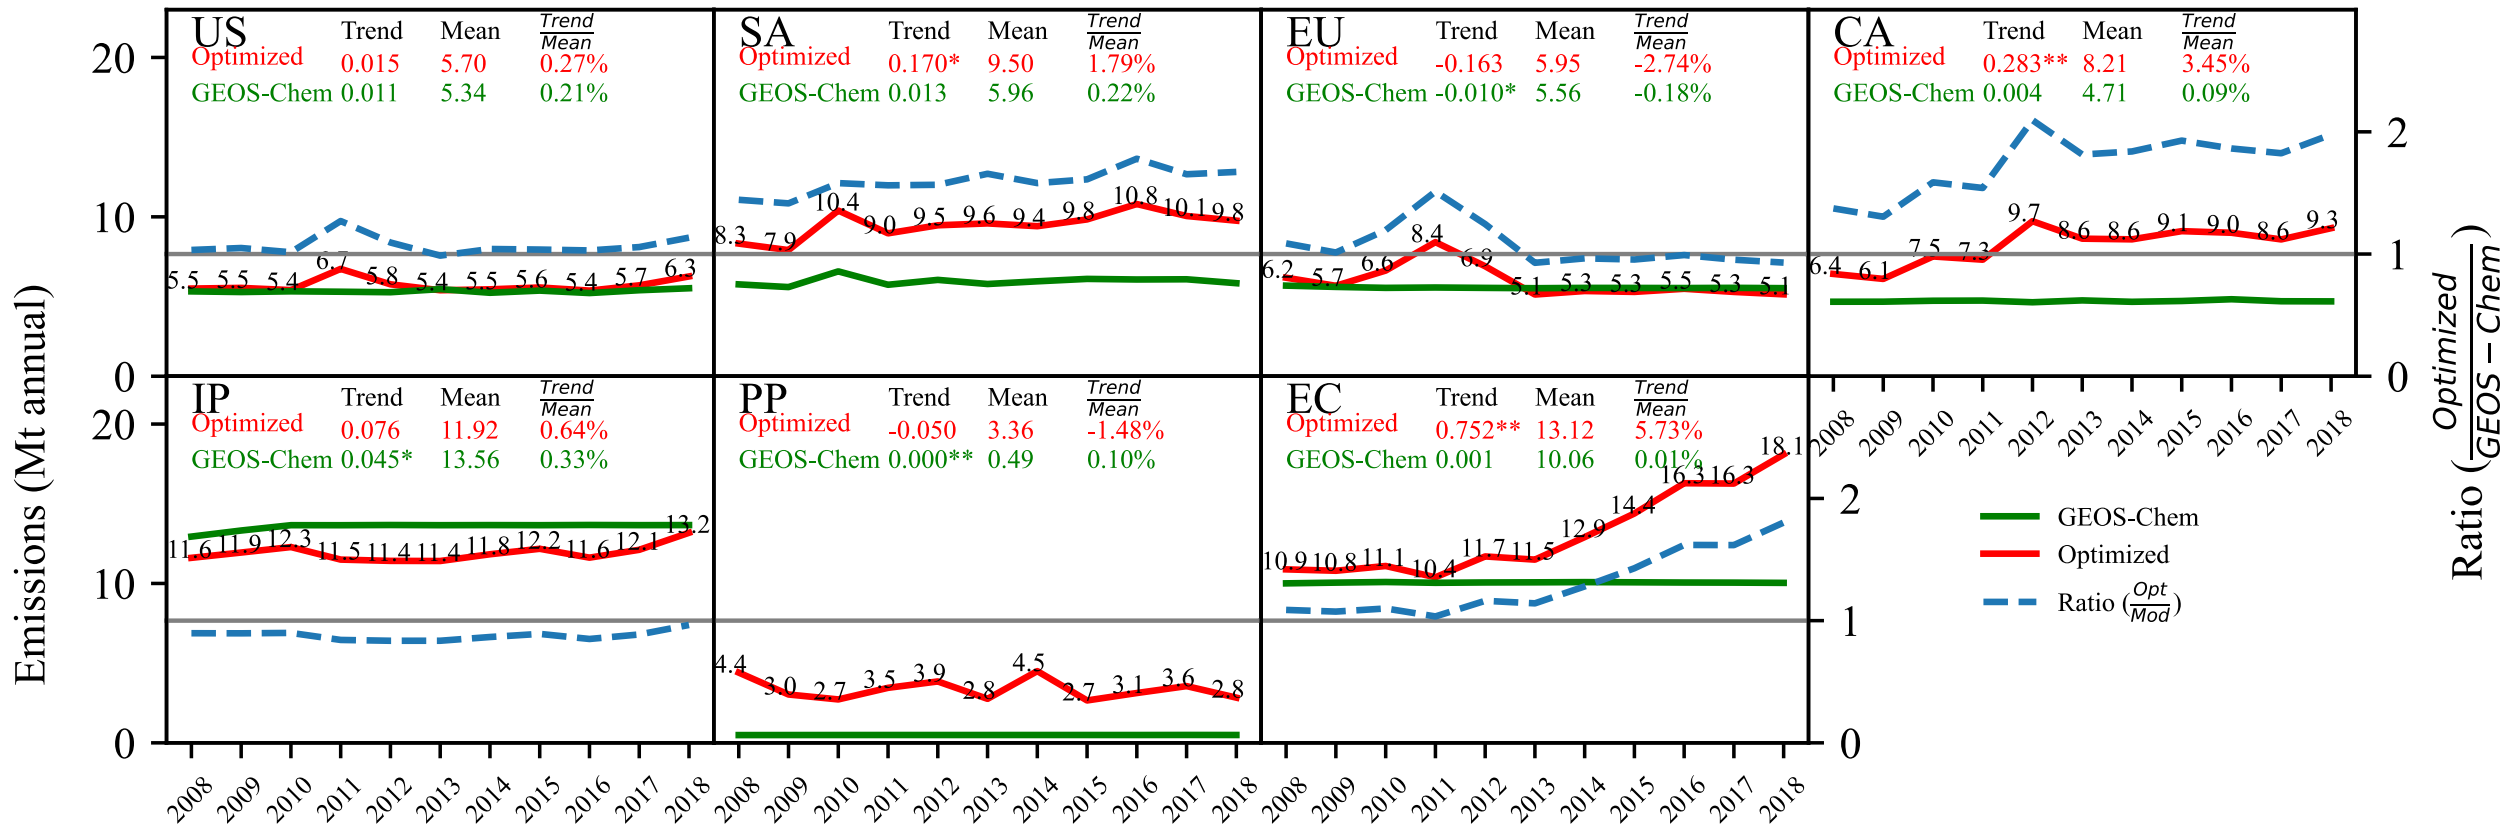 US Trend Mean Trend/Mean
Optimized 0.015 5.70 0.27%
GEOS-Chem 0.011 5.34 0.21%
5.5 5.5 5.4 6.7 5.8 5.4 5.5 5.6 5.4 5.7 6.3
SA Trend Mean Trend/Mean
Optimized 0.170* 9.50 1.79%
GEOS-Chem 0.013 5.96 0.22%
8.3 7.9 10.4 9.0 9.5 9.6 9.4 9.8 10.8 10.1 9.8
EU Trend Mean Trend/Mean
Optimized -0.163 5.95 -2.74%
GEOS-Chem -0.010* 5.56 -0.18%
6.2 5.7 6.6 8.4 6.9 5.1 5.3 5.3 5.5 5.3 5.1
CA Trend Mean Trend/Mean
Optimized 0.283** 8.21 3.45%
GEOS-Chem 0.004 4.71 0.09%
6.4 6.1 7.5 7.3 9.7 8.6 8.6 9.1 9.0 8.6 9.3
20
10
0
2
1
0
2008 2009 2010 2011 2012 2013 2014 2015 2016 2017 2018
IP Trend Mean Trend/Mean
Optimized 0.076 11.92 0.64%
GEOS-Chem 0.045* 13.56 0.33%
11.6 11.9 12.3 11.5 11.4 11.4 11.8 12.2 11.6 12.1 13.2
PP Trend Mean Trend/Mean
Optimized -0.050 3.36 -1.48%
GEOS-Chem 0.000** 0.49 0.10%
4.4 3.0 2.7 3.5 3.9 2.8 4.5 2.7 3.1 3.6 2.8
EC Trend Mean Trend/Mean
Optimized 0.752** 13.12 5.73%
GEOS-Chem 0.001 10.06 0.01%
10.9 10.8 11.1 10.4 11.7 11.5 12.9 14.4 16.3 16.3 18.1
20
10
0
2
1
0
2008 2009 2010 2011 2012 2013 2014 2015 2016 2017 2018
2008 2009 2010 2011 2012 2013 2014 2015 2016 2017 2018
2008 2009 2010 2011 2012 2013 2014 2015 2016 2017 2018
Emissions (Mt annual)
Ratio (Optimized/GEOS-Chem)
GEOS-Chem
Optimized
Ratio (Opt/Mod)